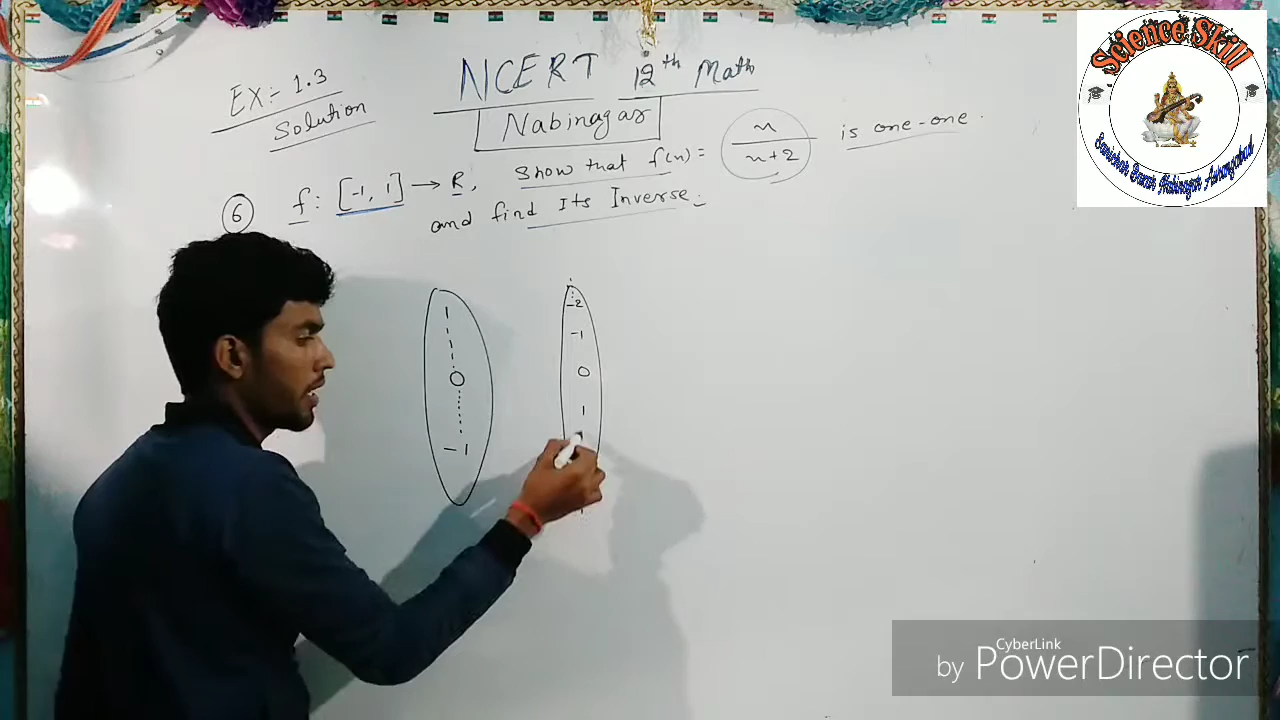 EX:- 1.3
Solution
NCERT 12th Math
Nabinagar
6 f: [-1, 1] → R, Show that f(x) = x/x+2 is one-one.
and find Its Inverse.
1
0
-1
-2
-1
0
1
Science Skill
CyberLink
by PowerDirector